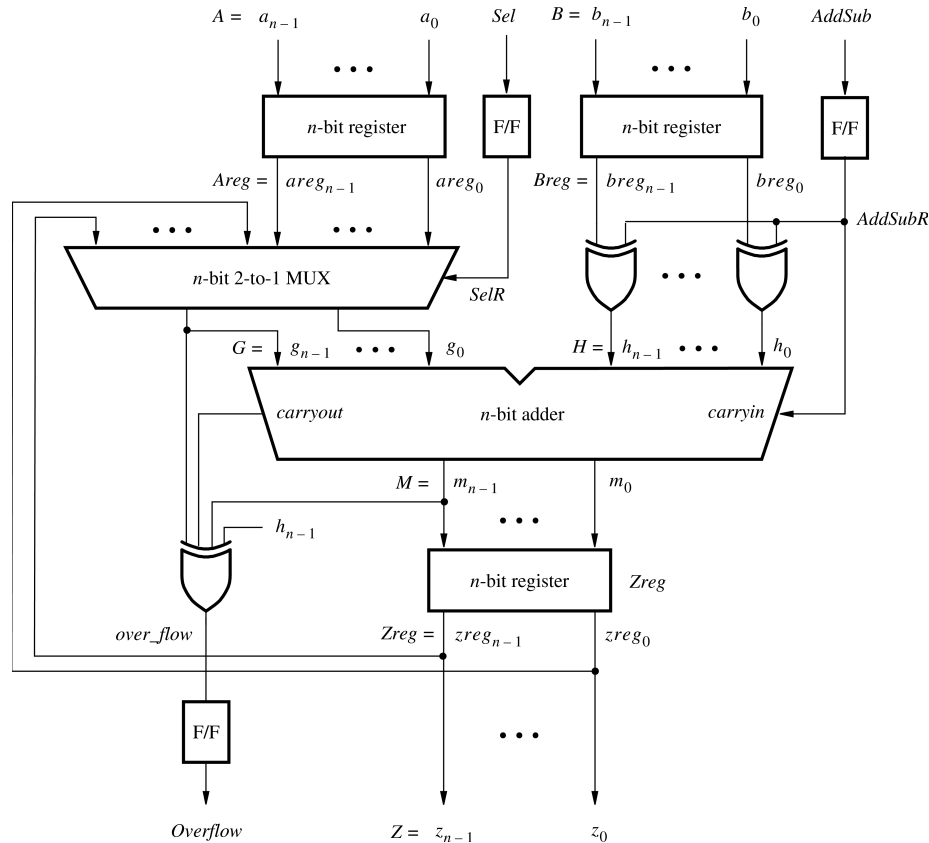 A = a_{n-1} a_0 Sel B = b_{n-1} b_0 AddSub
n-bit register F/F n-bit register F/F
Areg = areg_{n-1} areg_0 Breg = breg_{n-1} breg_0
AddSubR
n-bit 2-to-1 MUX
SelR
G = g_{n-1} g_0 H = h_{n-1} h_0
carryout n-bit adder carryin
M = m_{n-1} m_0
h_{n-1}
n-bit register Zreg
over_flow Zreg = zreg_{n-1} zreg_0
F/F
Overflow Z = z_{n-1} z_0